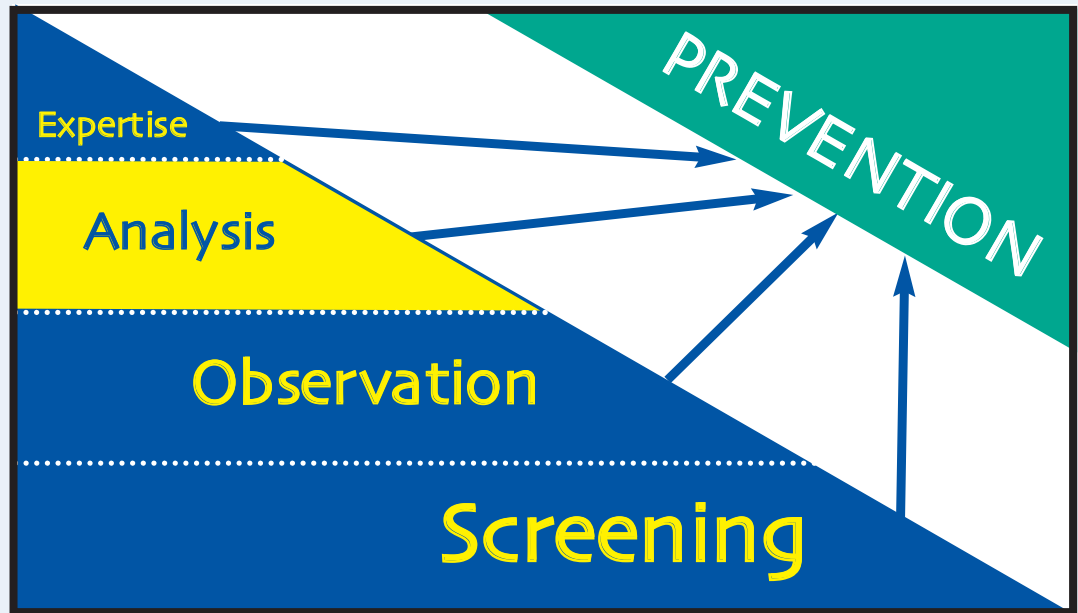 PREVENTION
Expertise
Analysis
Observation
Screening